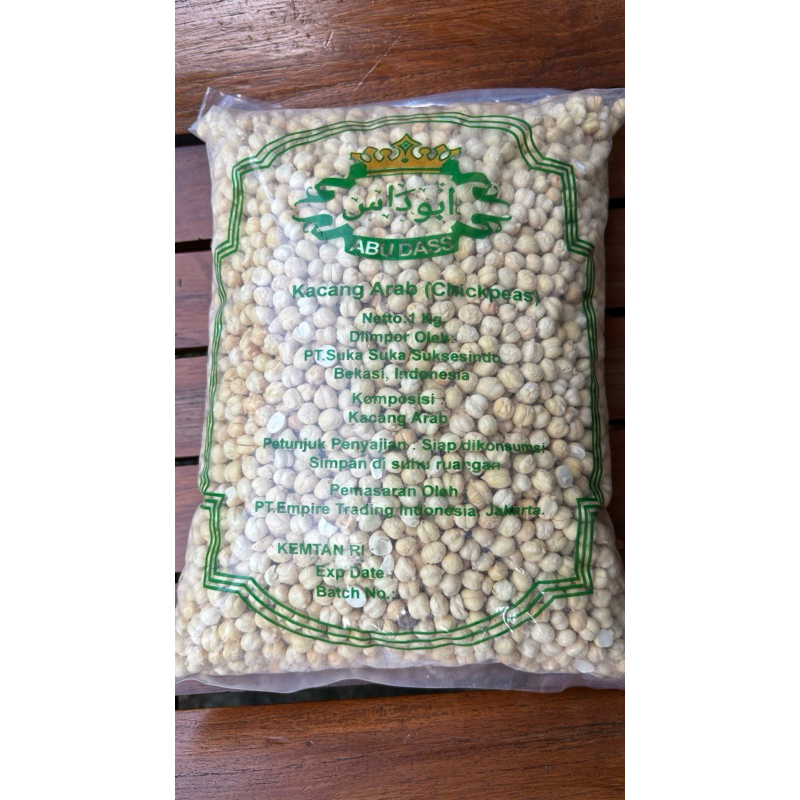 ابو داس
ABU DASS
Kacang Arab (Chickpeas)
Netto:1 Kg
Diimpor Oleh:
PT.Suka Suka Suksesindo
Bekasi, Indonesia
Komposisi :
Kacang Arab
Petunjuk Penyajian : Siap dikonsumsi
Simpan di suhu ruangan
Pemasaran Oleh
PT.Empire Trading Indonesia, Jakarta.
KEMTAN RI :
Exp Date :
Batch No.: